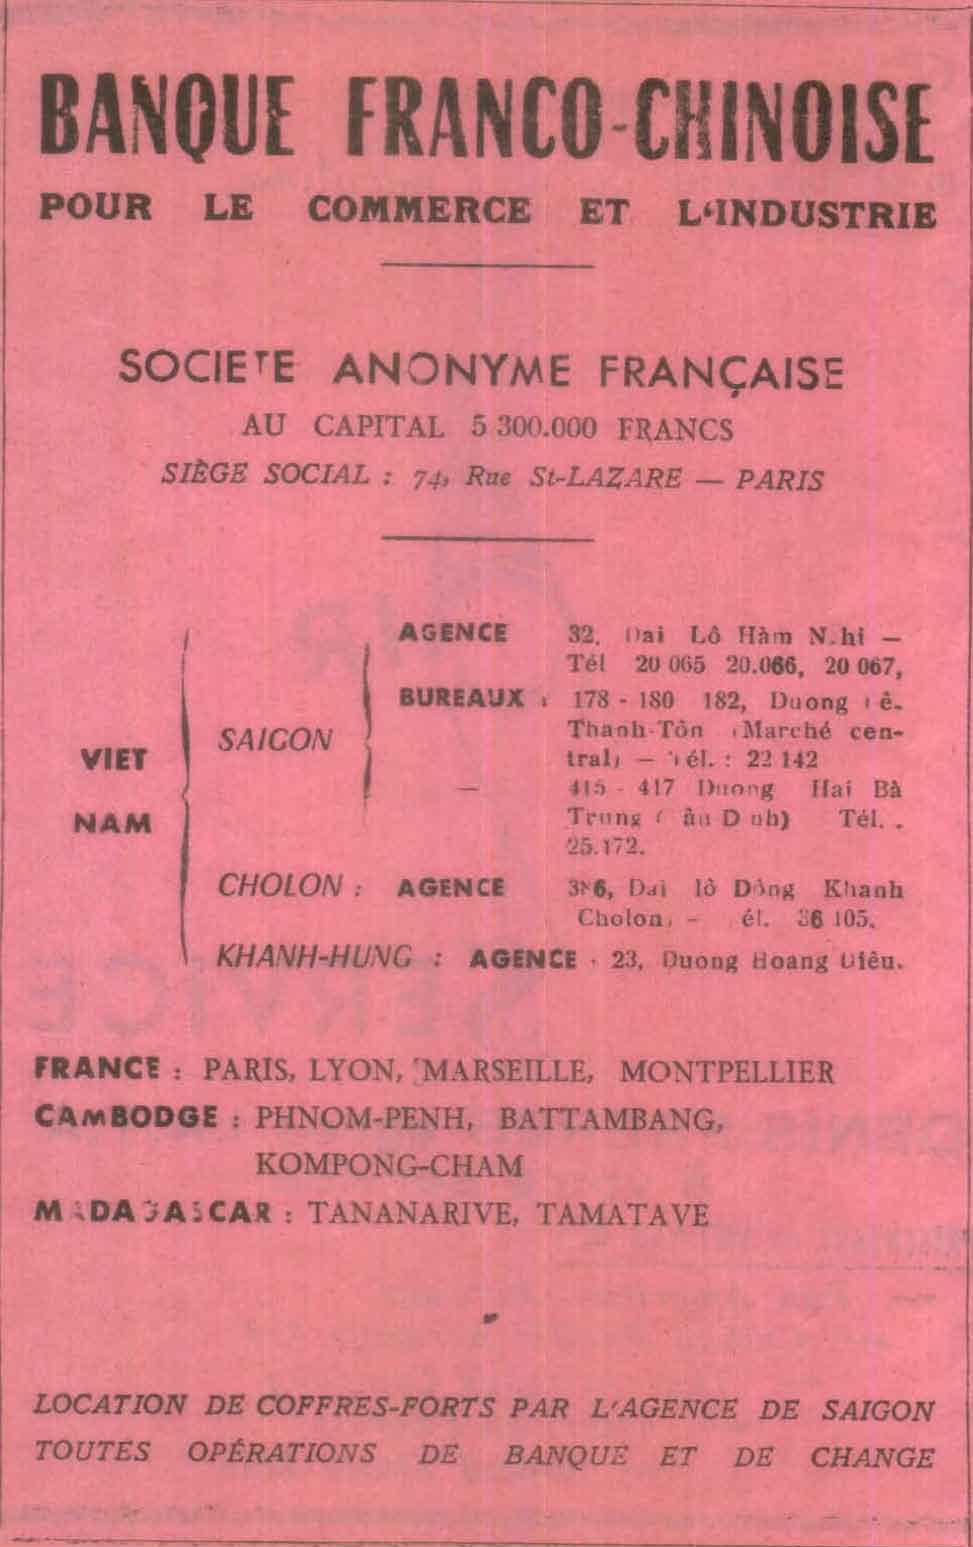 BANQUE FRANCO-CHINOISE
POUR LE COMMERCE ET L'INDUSTRIE
SOCIETE ANONYME FRANÇAISE
AU CAPITAL 5 300.000 FRANCS
SIÈGE SOCIAL : 74, Rue St-LAZARE — PARIS
VIET
NAM
SAIGON
AGENCE 32, Dai Lô Hàm N.hi —
Tél 20 065 20.066, 20 067,
BUREAUX : 178 - 180 182, Duong
Thanh-Tôn (Marché cen-
tral) — Tél. : 22 142
— 415 - 417 Duong Hai Bà
Trung Tél. .
25.172.
CHOLON : AGENCE 386, Dai lô Dông Khanh
Cholon, - él. 36 105.
KHANH-HUNG : AGENCE . 23, Duong Hoang Diêu.
FRANCE : PARIS, LYON, MARSEILLE, MONTPELLIER
CAMBODGE : PHNOM-PENH, BATTAMBANG,
KOMPONG-CHAM
MADAGASCAR : TANANARIVE, TAMATAVE
LOCATION DE COFFRES-FORTS PAR L'AGENCE DE SAIGON
TOUTES OPÉRATIONS DE BANQUE ET DE CHANGE